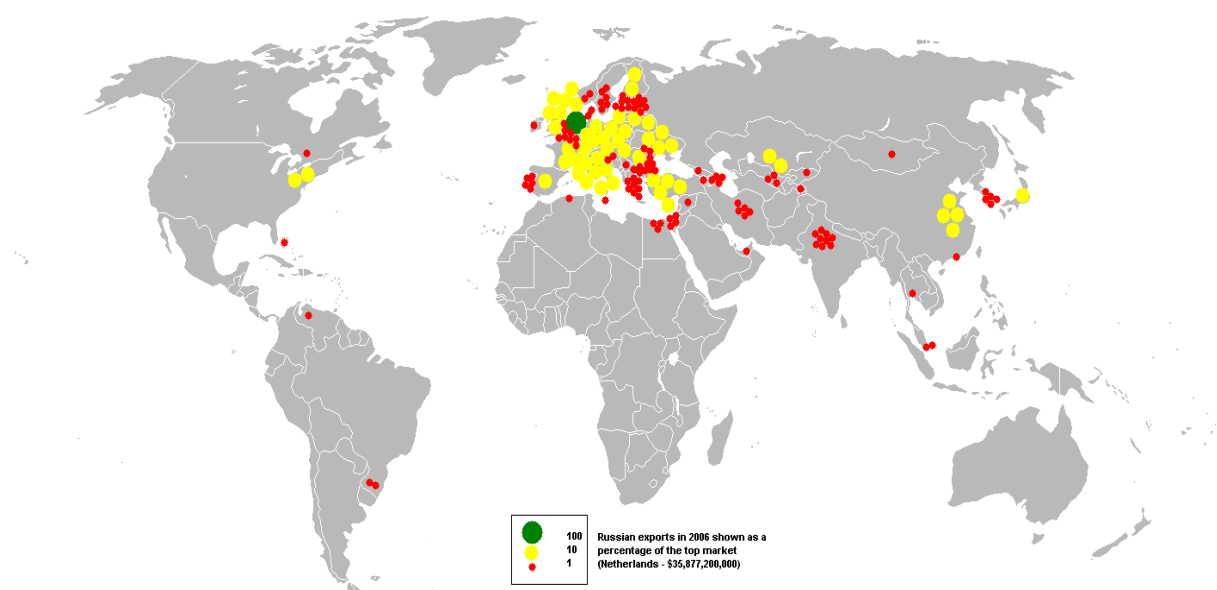 100
10
1
Russian exports in 2006 shown as a
percentage of the top market
(Netherlands - $35,877,200,000)